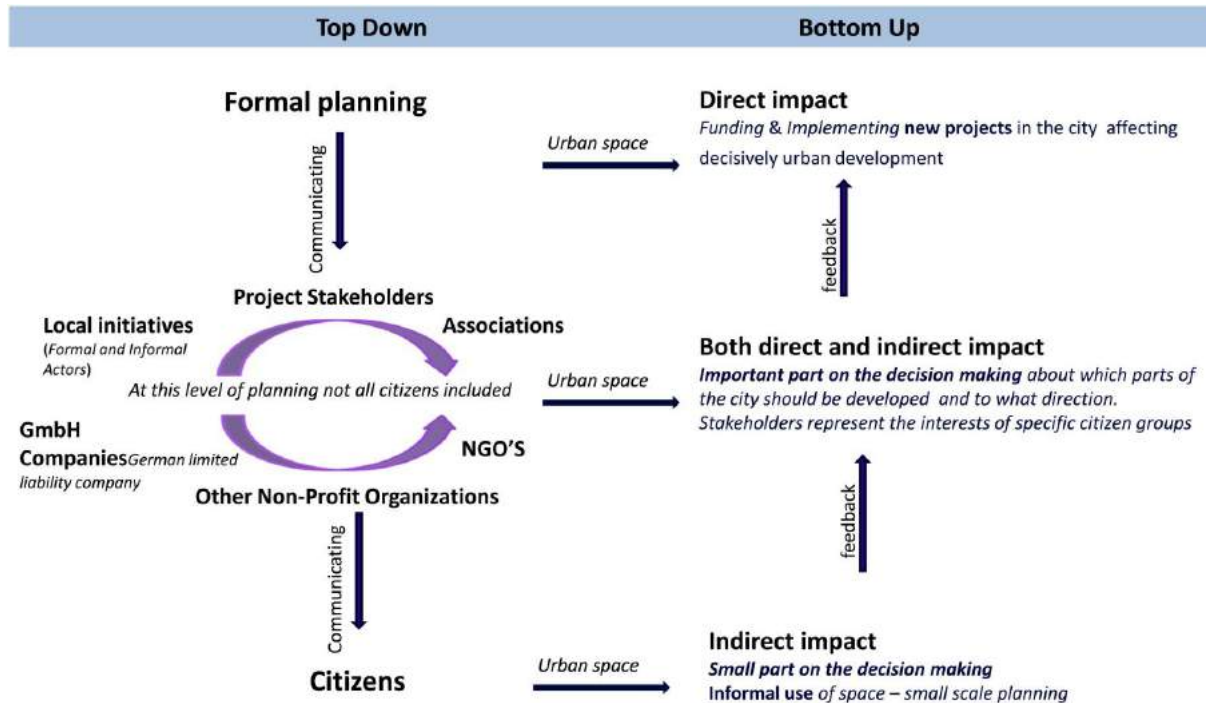 Top Down
Bottom Up
Formal planning
Communicating
Urban space
Direct impact
Funding & Implementing new projects in the city affecting
decisively urban development
feedback
Project Stakeholders
Local initiatives
(Formal and Informal
Actors)
Associations
At this level of planning not all citizens included
GmbH
Companies German limited
liability company
NGO'S
Other Non-Profit Organizations
Urban space
Both direct and indirect impact
Important part on the decision making about which parts of
the city should be developed and to what direction.
Stakeholders represent the interests of specific citizen groups
Communicating
feedback
Citizens
Urban space
Indirect impact
Small part on the decision making
Informal use of space – small scale planning